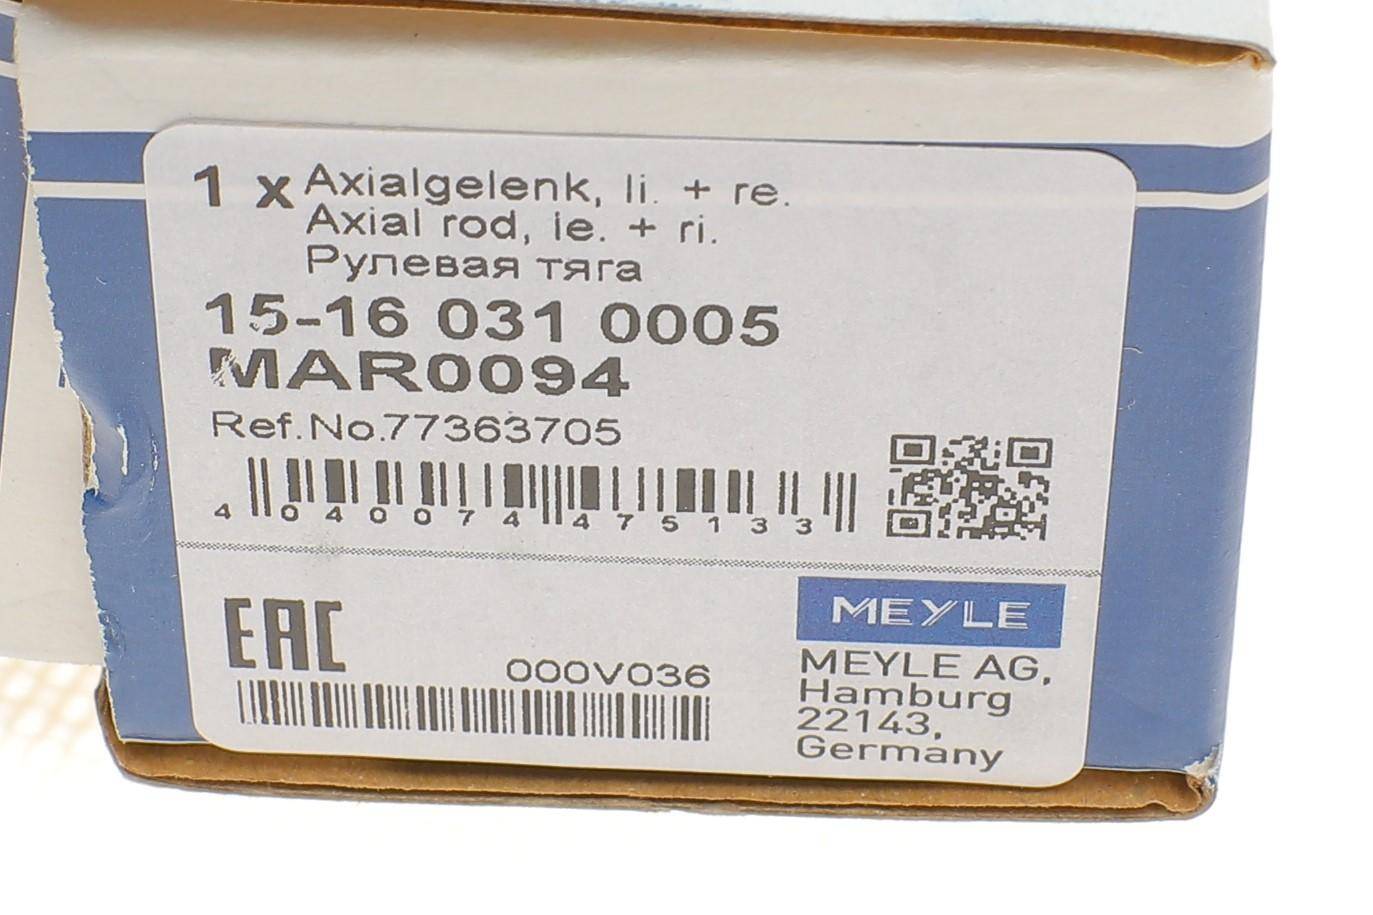 1 x Axialgelenk, li. + re.
Axial rod, le. + ri.
Рулевая тяга
15-16 031 0005
MAR0094
Ref.No.77363705
4 040074 475133
EAC
000V036
MEYLE
MEYLE AG,
Hamburg
22143,
Germany